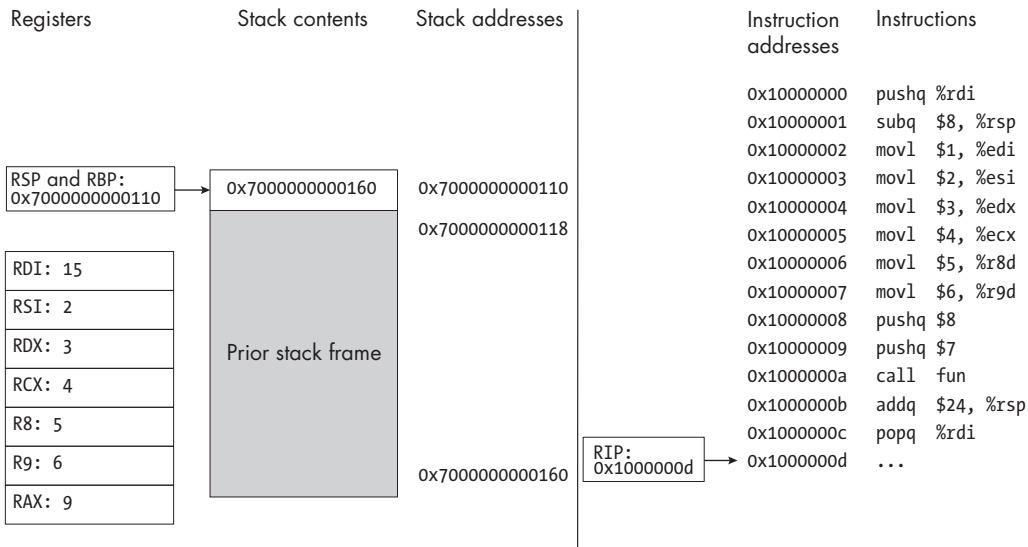 Registers
Stack contents
Stack addresses
Instruction
addresses
Instructions
RSP and RBP:
0x7000000000110
0x7000000000160
0x7000000000110
0x7000000000118
RDI: 15
RSI: 2
RDX: 3
RCX: 4
R8: 5
R9: 6
RAX: 9
Prior stack frame
0x7000000000160
0x10000000 pushq %rdi
0x10000001 subq $8, %rsp
0x10000002 movl $1, %edi
0x10000003 movl $2, %esi
0x10000004 movl $3, %edx
0x10000005 movl $4, %ecx
0x10000006 movl $5, %r8d
0x10000007 movl $6, %r9d
0x10000008 pushq $8
0x10000009 pushq $7
0x1000000a call fun
0x1000000b addq $24, %rsp
0x1000000c popq %rdi
RIP:
0x1000000d
0x1000000d ...